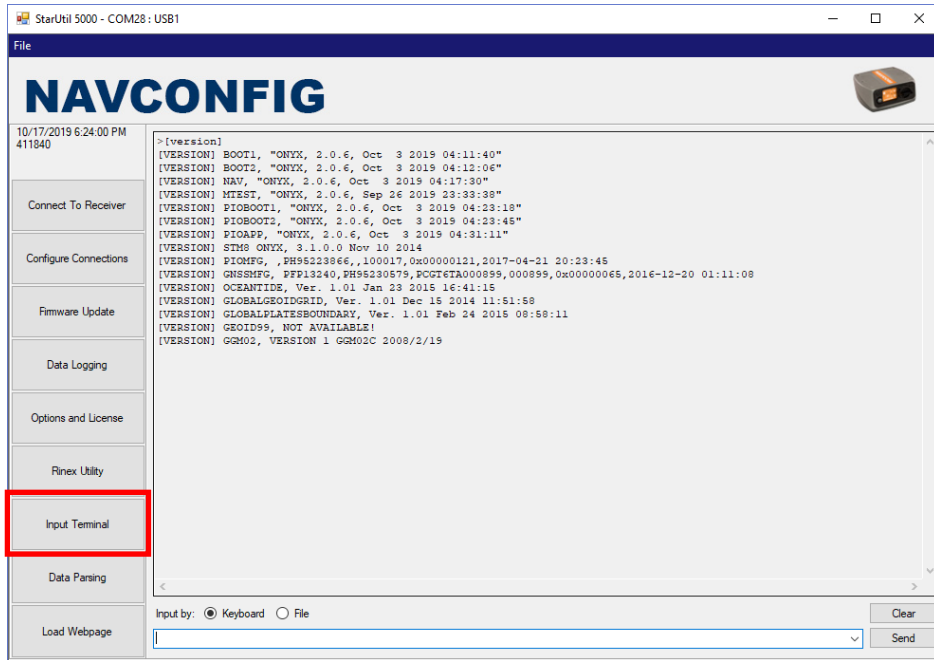 StarUtil 5000 - COM28 : USB1
File
NAVCONFIG
10/17/2019 6:24:00 PM
411840
Connect To Receiver
Configure Connections
Firmware Update
Data Logging
Options and License
Rinex Utility
Input Terminal
Data Parsing
Load Webpage
>[version]
[VERSION] BOOT1, "ONYX, 2.0.6, Oct  3 2019 04:11:40"
[VERSION] BOOT2, "ONYX, 2.0.6, Oct  3 2019 04:12:06"
[VERSION] NAV, "ONYX, 2.0.6, Oct  3 2019 04:17:30"
[VERSION] MTEST, "ONYX, 2.0.6, Sep 26 2019 23:33:38"
[VERSION] PIOBOOT1, "ONYX, 2.0.6, Oct  3 2019 04:23:18"
[VERSION] PIOBOOT2, "ONYX, 2.0.6, Oct  3 2019 04:23:45"
[VERSION] PIOAPP, "ONYX, 2.0.6, Oct  3 2019 04:31:11"
[VERSION] STM8 ONYX, 3.1.0.0 Nov 10 2014
[VERSION] PIOMFG, ,PH95223866,,100017,0x00000121,2017-04-21 20:23:45
[VERSION] GNSSMFG, PFP13240,PH95230579,PCGT6TA000899,000899,0x00000065,2016-12-20 01:11:08
[VERSION] OCEANTIDE, Ver. 1.01 Jan 23 2015 16:41:15
[VERSION] GLOBALGEOIDGRID, Ver. 1.01 Dec 15 2014 11:51:58
[VERSION] GLOBALPLATESBOUNDARY, Ver. 1.01 Feb 24 2015 08:58:11
[VERSION] GEOID99, NOT AVAILABLE!
[VERSION] GGM02, VERSION 1 GGM02C 2008/2/19
Input by: Keyboard File
Clear
Send